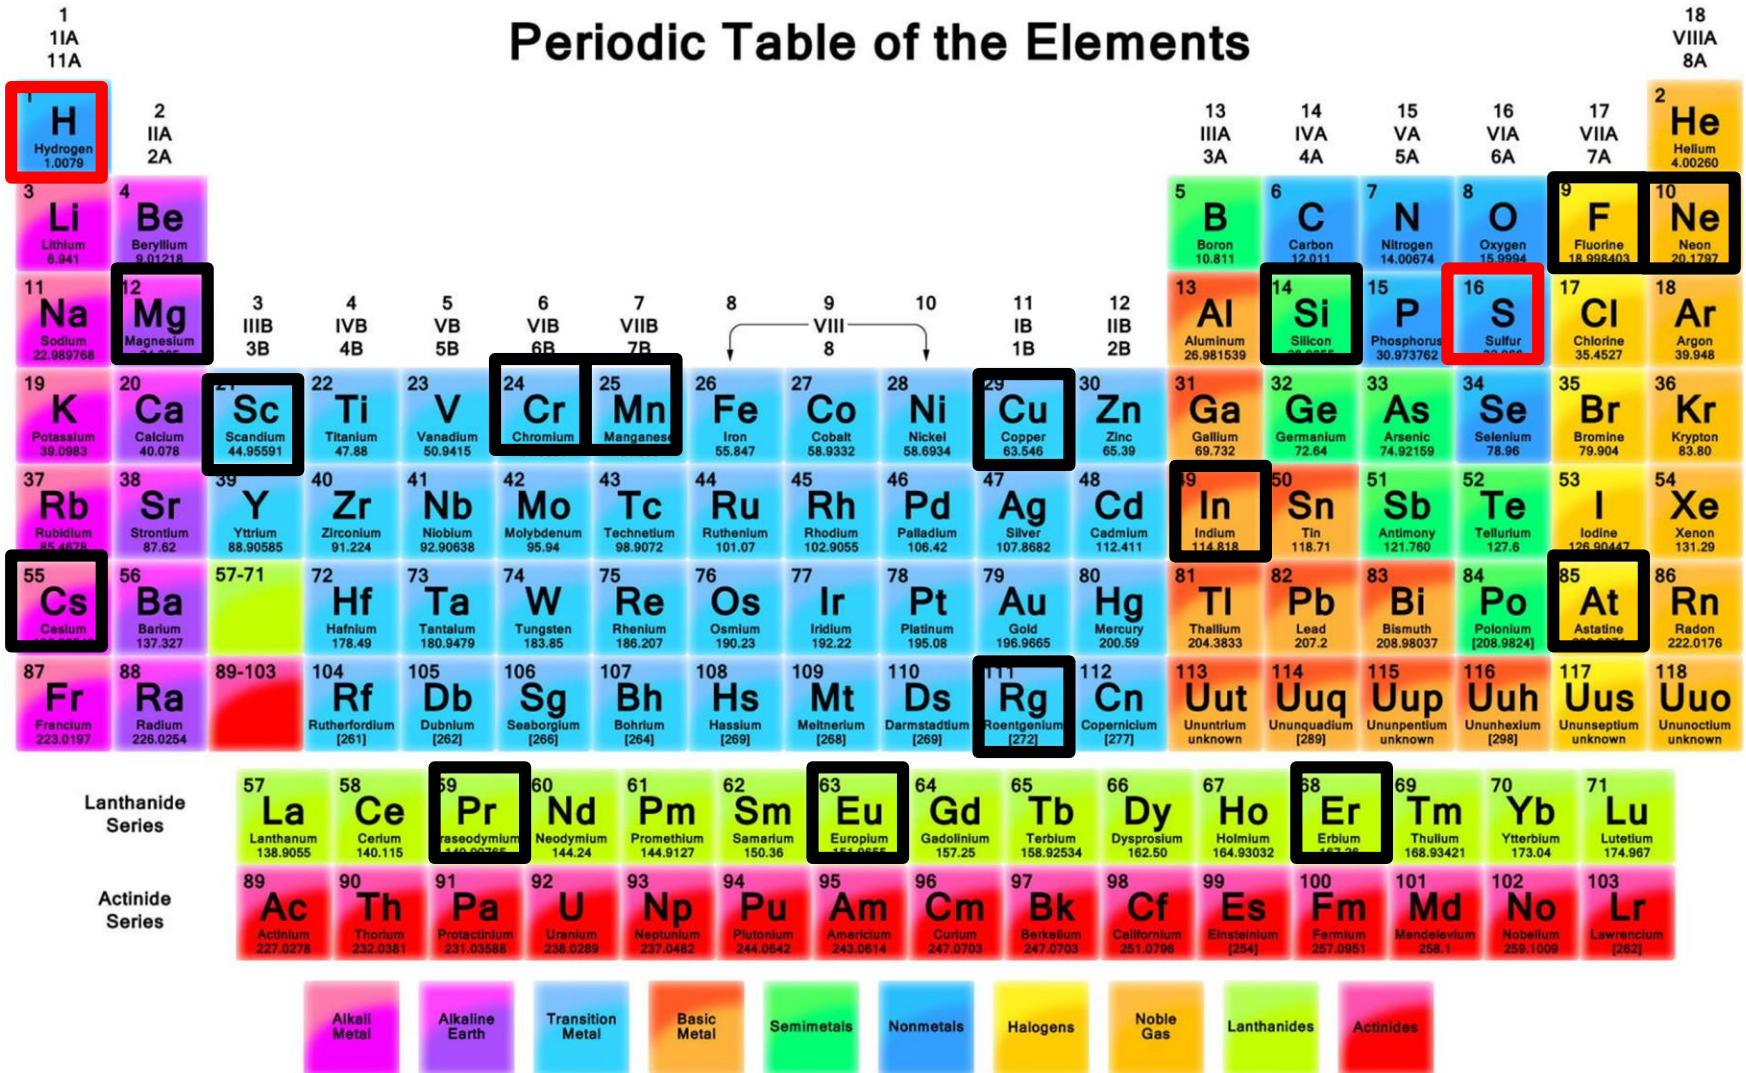 Periodic Table of the Elements
1
1IA
11A
18
VIIIA
8A
2
IIA
2A
13 14 15 16 17
IIIA IVA VA VIA VIIA
3A 4A 5A 6A 7A
1 2
H He
Hydrogen Helium
1.0079 4.00260
3 4 5 6 7 8 9 10
Li Be B C N O F Ne
Lithium Beryllium Boron Carbon Nitrogen Oxygen Fluorine Neon
6.941 9.01218 10.811 12.011 14.00674 15.9994 18.998403 20.1797
3 4 5 6 7 8 9 10 11 12
IIIB IVB VB VIB VIIB VIII IB IIB
3B 4B 5B 6B 7B 8 1B 2B
11 12 13 14 15 16 17 18
Na Mg Al Si P S Cl Ar
Sodium Magnesium Aluminum Silicon Phosphorus Sulfur Chlorine Argon
22.989768 26.981539 30.973762 35.4527 39.948
19 20 21 22 23 24 25 26 27 28 29 30 31 32 33 34 35 36
K Ca Sc Ti V Cr Mn Fe Co Ni Cu Zn Ga Ge As Se Br Kr
Potassium Calcium Scandium Titanium Vanadium Chromium Manganese Iron Cobalt Nickel Copper Zinc Gallium Germanium Arsenic Selenium Bromine Krypton
39.0983 40.078 44.95591 47.88 50.9415 55.847 58.9332 58.6934 63.546 65.39 69.732 72.64 74.92159 78.96 79.904 83.80
37 38 39 40 41 42 43 44 45 46 47 48 49 50 51 52 53 54
Rb Sr Y Zr Nb Mo Tc Ru Rh Pd Ag Cd In Sn Sb Te I Xe
Rubidium Strontium Yttrium Zirconium Niobium Molybdenum Technetium Ruthenium Rhodium Palladium Silver Cadmium Indium Tin Antimony Tellurium Iodine Xenon
85.4678 87.62 88.90585 91.224 92.90638 95.94 98.9072 101.07 102.9055 106.42 107.8682 112.411 114.818 118.71 121.760 127.6 126.90447 131.29
55 56 57-71 72 73 74 75 76 77 78 79 80 81 82 83 84 85 86
Cs Ba Hf Ta W Re Os Ir Pt Au Hg Tl Pb Bi Po At Rn
Cesium Barium Hafnium Tantalum Tungsten Rhenium Osmium Iridium Platinum Gold Mercury Thallium Lead Bismuth Polonium Astatine Radon
137.327 178.49 180.9479 183.85 186.207 190.23 192.22 195.08 196.9665 200.59 204.3833 207.2 208.98037 [208.9824] 222.0176
87 88 89-103 104 105 106 107 108 109 110 111 112 113 114 115 116 117 118
Fr Ra Rf Db Sg Bh Hs Mt Ds Rg Cn Uut Uuq Uup Uuh Uus Uuo
Francium Radium Rutherfordium Dubnium Seaborgium Bohrium Hassium Meitnerium Darmstadtium Roentgenium Copernicium Ununtrium Ununquadium Ununpentium Ununhexium Ununseptium Ununoctium
223.0197 226.0254 [261] [262] [266] [264] [269] [268] [269] [272] [277] unknown [289] unknown [298] unknown unknown
Lanthanide
Series
57 58 59 60 61 62 63 64 65 66 67 68 69 70 71
La Ce Pr Nd Pm Sm Eu Gd Tb Dy Ho Er Tm Yb Lu
Lanthanum Cerium raseodymium Neodymium Promethium Samarium Europium Gadolinium Terbium Dysprosium Holmium Erbium Thulium Ytterbium Lutetium
138.9055 140.115 144.24 144.9127 150.36 157.25 158.92534 162.50 164.93032 168.93421 173.04 174.967
Actinide
Series
89 90 91 92 93 94 95 96 97 98 99 100 101 102 103
Ac Th Pa U Np Pu Am Cm Bk Cf Es Fm Md No Lr
Actinium Thorium Protactinium Uranium Neptunium Plutonium Americium Curium Berkelium Californium Einsteinium Fermium Mendelevium Nobelium Lawrencium
227.0278 232.0381 231.03588 238.0289 237.0482 244.0642 243.0614 247.0703 247.0703 251.0796 [254] 257.0951 258.1 259.1009 [262]
Alkali
Metal
Alkaline
Earth
Transition
Metal
Basic
Metal
Semimetals
Nonmetals
Halogens
Noble
Gas
Lanthanides
Actinides